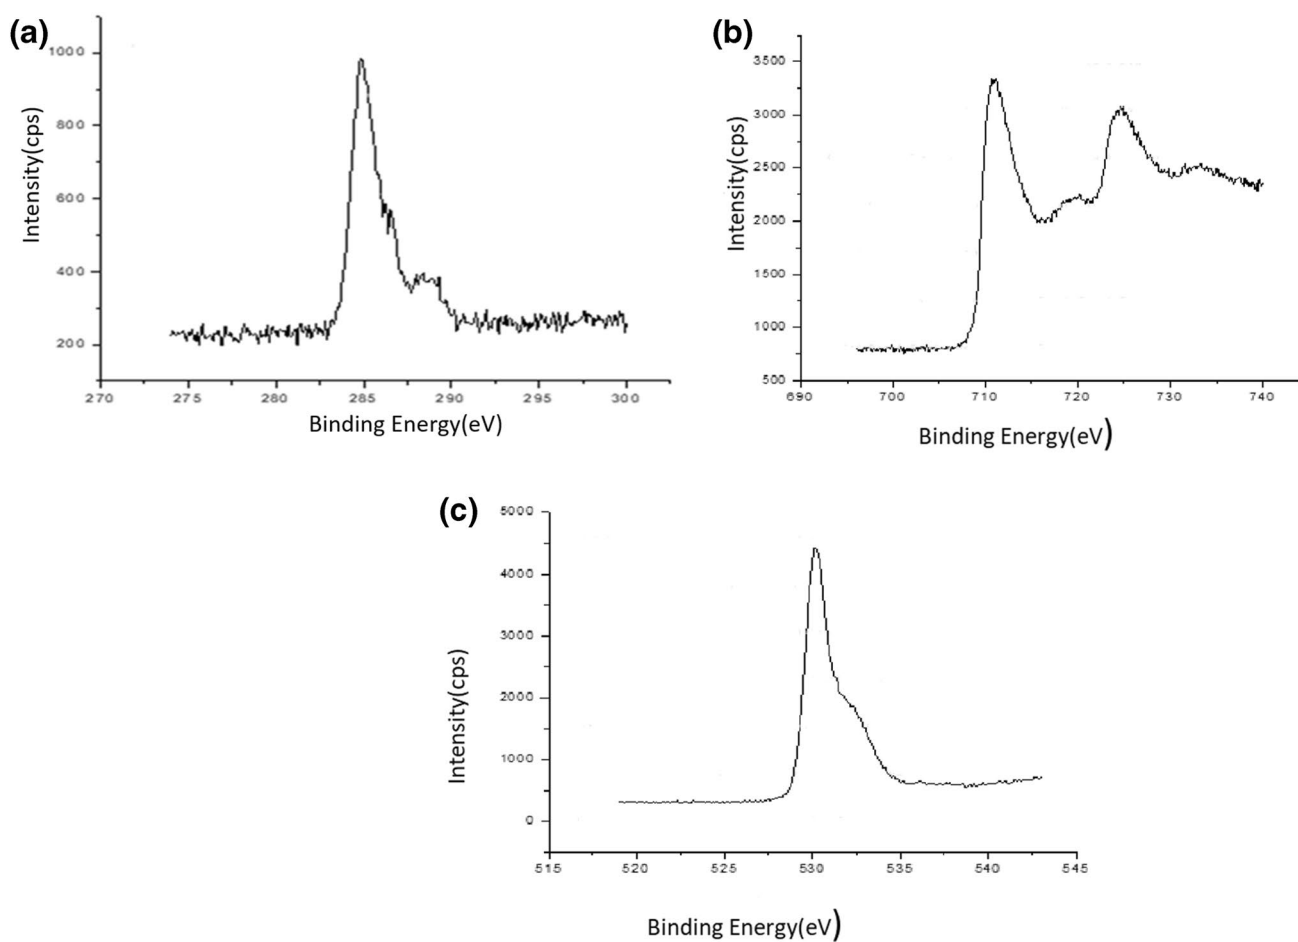 (a)
Intensity(cps)
1000
800
600
400
200
270 275 280 285 290 295 300
Binding Energy(eV)
(b)
Intensity(cps)
3500
3000
2500
2000
1500
1000
500
690 700 710 720 730 740
Binding Energy(eV)
(c)
Intensity(cps)
5000
4000
3000
2000
1000
0
515 520 525 530 535 540 545
Binding Energy(eV)